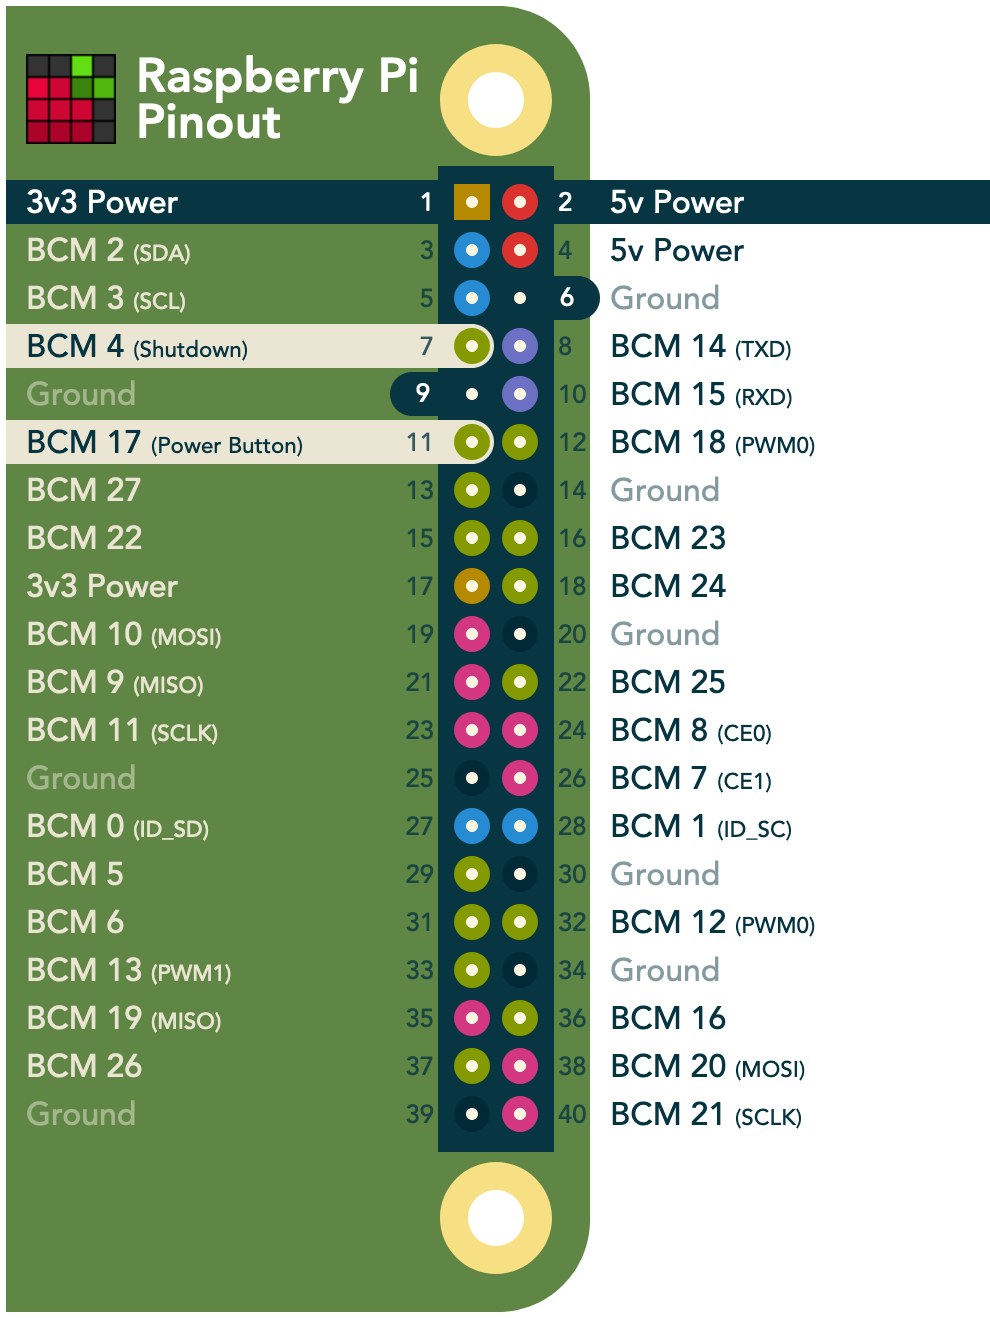 Raspberry Pi
Pinout
3v3 Power 1 2 5v Power
BCM 2 (SDA) 3 4 5v Power
BCM 3 (SCL) 5 6 Ground
BCM 4 (Shutdown) 7 8 BCM 14 (TXD)
Ground 9 10 BCM 15 (RXD)
BCM 17 (Power Button) 11 12 BCM 18 (PWM0)
BCM 27 13 14 Ground
BCM 22 15 16 BCM 23
3v3 Power 17 18 BCM 24
BCM 10 (MOSI) 19 20 Ground
BCM 9 (MISO) 21 22 BCM 25
BCM 11 (SCLK) 23 24 BCM 8 (CE0)
Ground 25 26 BCM 7 (CE1)
BCM 0 (ID_SD) 27 28 BCM 1 (ID_SC)
BCM 5 29 30 Ground
BCM 6 31 32 BCM 12 (PWM0)
BCM 13 (PWM1) 33 34 Ground
BCM 19 (MISO) 35 36 BCM 16
BCM 26 37 38 BCM 20 (MOSI)
Ground 39 40 BCM 21 (SCLK)